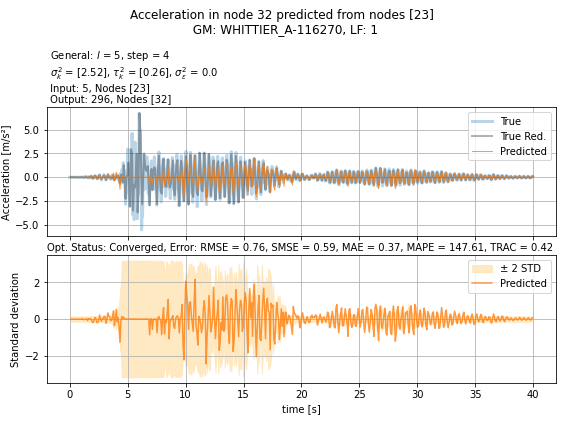 Acceleration in node 32 predicted from nodes [23]
GM: WHITTIER_A-116270, LF: 1
General: l = 5, step = 4
σ²ₖ = [2.52], τ²ₖ = [0.26], σ²ₑ = 0.0
Input: 5, Nodes [23]
Output: 296, Nodes [32]
Acceleration [m/s²]
5.0
2.5
0.0
−2.5
−5.0
True
True Red.
Predicted
Opt. Status: Converged, Error: RMSE = 0.76, SMSE = 0.59, MAE = 0.37, MAPE = 147.61, TRAC = 0.42
Standard deviation
2
0
−2
± 2 STD
Predicted
0 5 10 15 20 25 30 35 40
time [s]